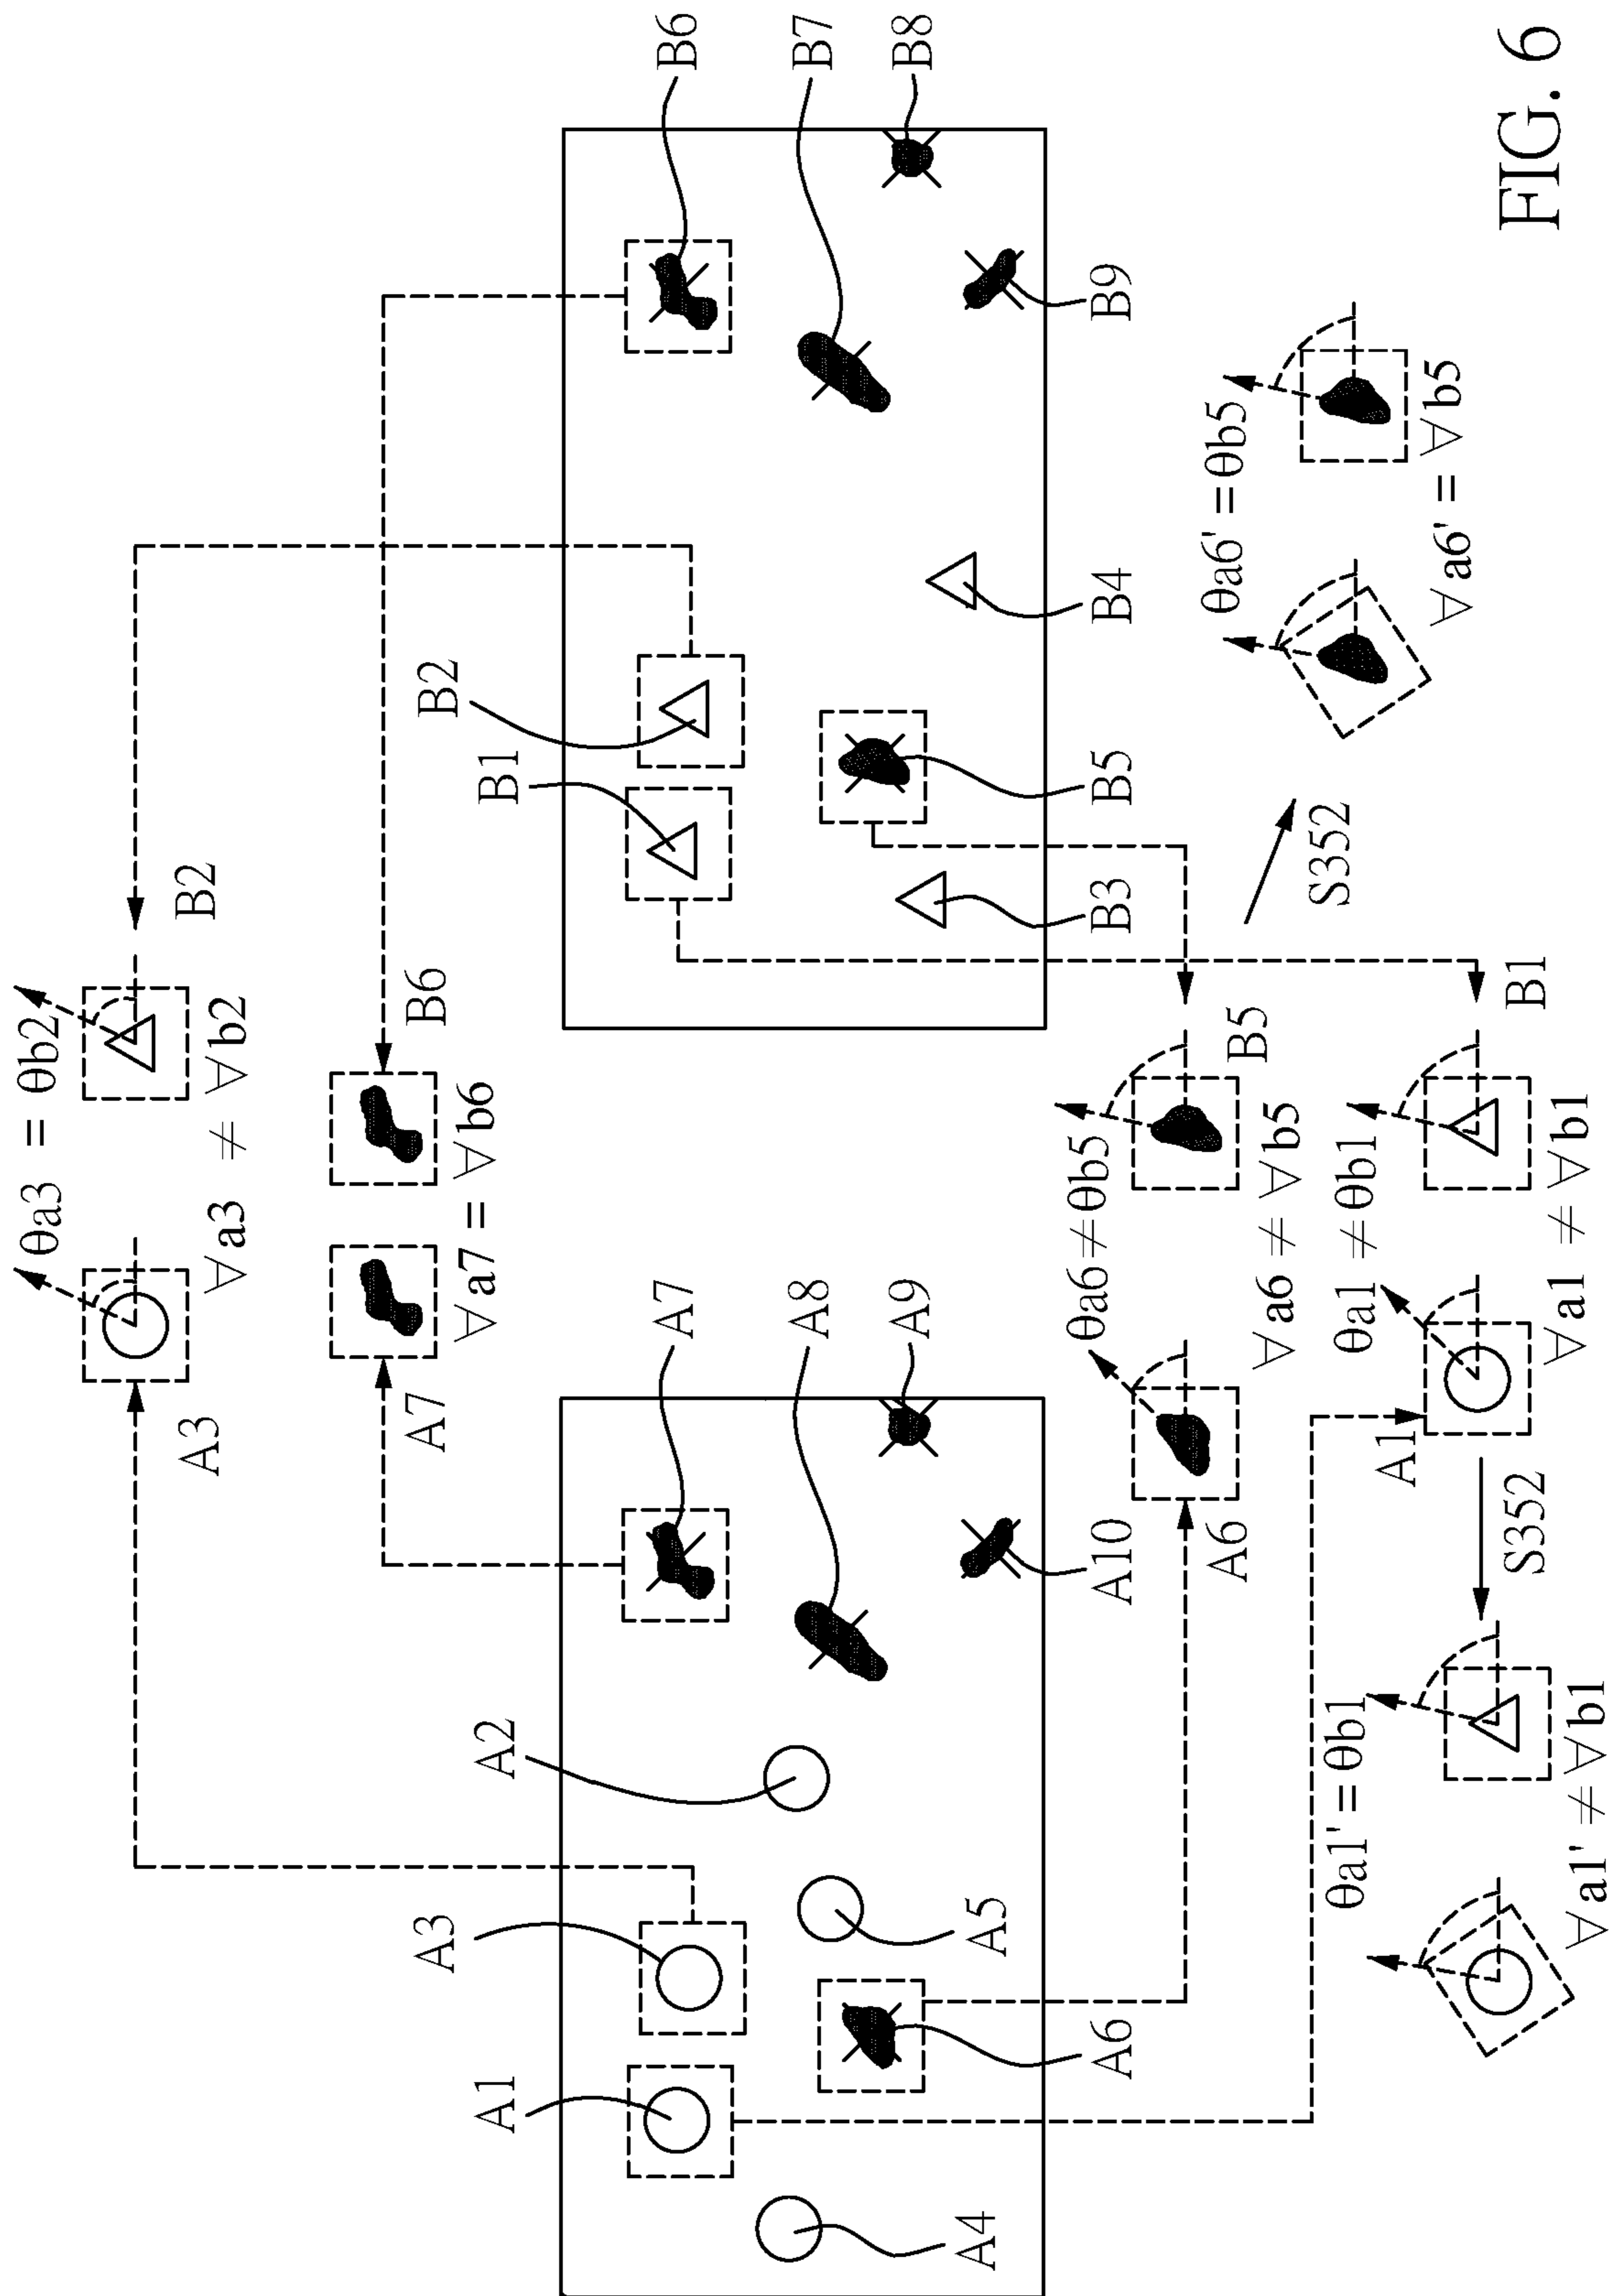 θa3 = θb2
A3
B2
∇a3 ≠ ∇b2
A7
B6
∇a7 = ∇b6
A1
A3
A2
B1
B2
A7
B6
A8
B7
A9
B8
A4
A5
A6
A10
B3
B5
B4
B9
θa6≠θb5
A6
B5
∇a6 ≠ ∇b5
θa6' = θb5
∇a6' = ∇b5
S352
θa1 ≠θb1
A1
B1
∇a1 ≠ ∇b1
S352
θa1' = θb1
∇a1' ≠ ∇b1
FIG. 6